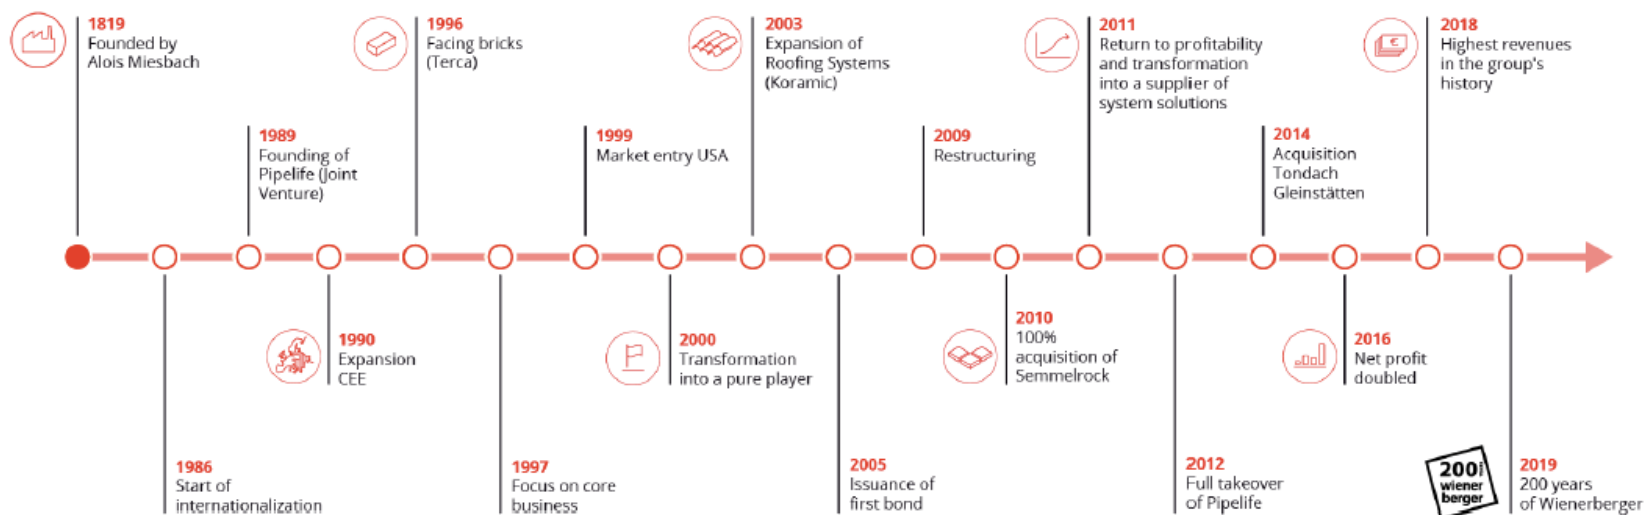 1819
Founded by
Alois Miesbach
1986
Start of
internationalization
1989
Founding of
Pipelife (Joint
Venture)
1990
Expansion
CEE
1996
Facing bricks
(Terca)
1997
Focus on core
business
1999
Market entry USA
2000
Transformation
into a pure player
2003
Expansion of
Roofing Systems
(Koramic)
2005
Issuance of
first bond
2009
Restructuring
2010
100%
acquisition of
Semmelrock
2011
Return to profitability
and transformation
into a supplier of
system solutions
2012
Full takeover
of Pipelife
2014
Acquisition
Tondach
Gleinstätten
2016
Net profit
doubled
2018
Highest revenues
in the group's
history
€
200
wiener
berger
2019
200 years
of Wienerberger